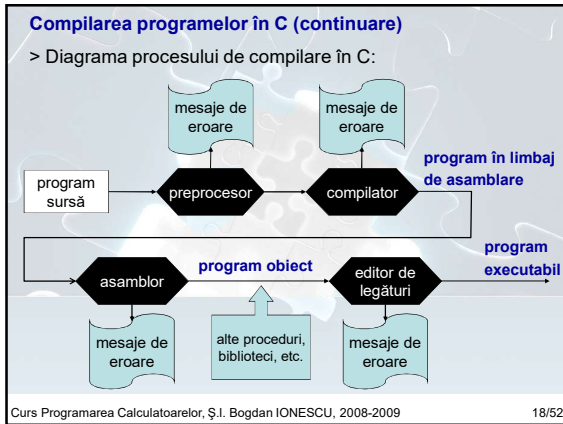 Compilarea programelor în C (continuare)
> Diagrama procesului de compilare în C:
mesaje de
eroare
mesaje de
eroare
program
sursă
preprocesor
compilator
program în limbaj
de asamblare
asamblor
program obiect
editor de
legături
program
executabil
mesaje de
eroare
alte proceduri,
biblioteci, etc.
mesaje de
eroare
Curs Programarea Calculatoarelor, Ş.l. Bogdan IONESCU, 2008-2009
18/52